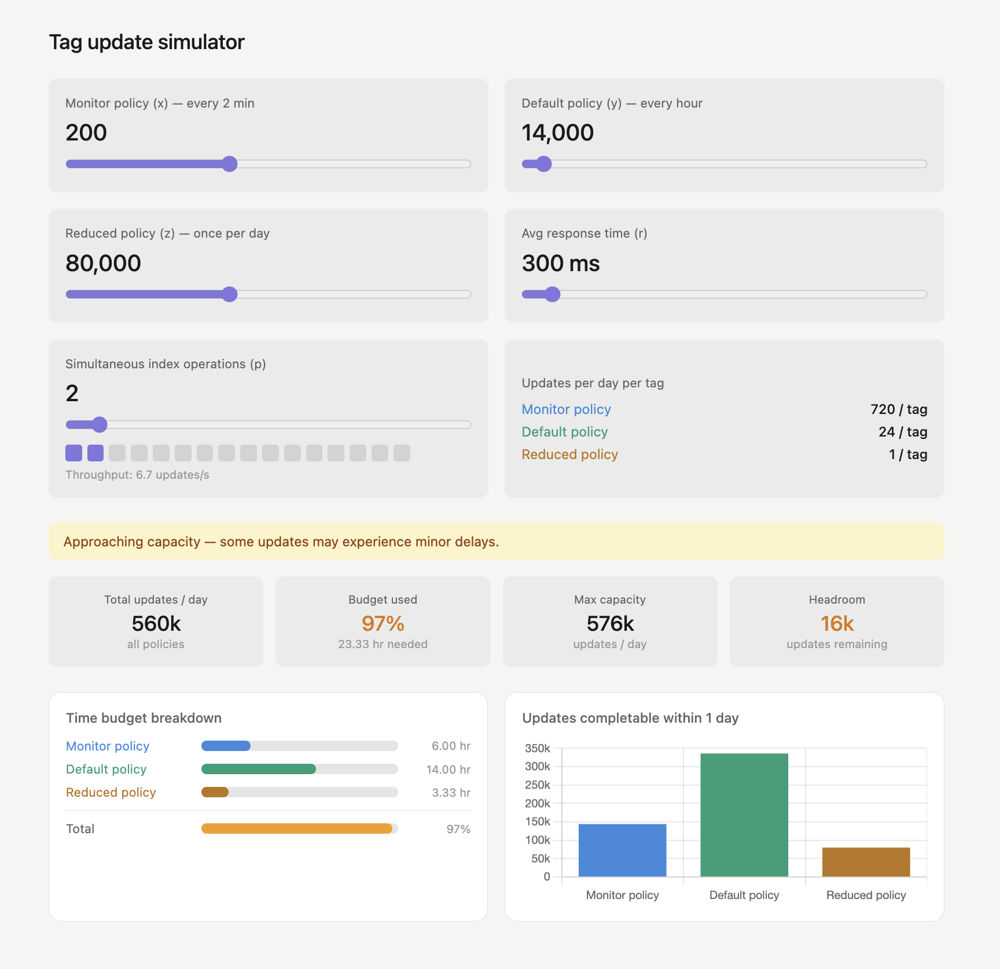 Tag update simulator
Monitor policy (x) — every 2 min
200
Default policy (y) — every hour
14,000
Reduced policy (z) — once per day
80,000
Avg response time (r)
300 ms
Simultaneous index operations (p)
2
Throughput: 6.7 updates/s
Updates per day per tag
Monitor policy 720 / tag
Default policy 24 / tag
Reduced policy 1 / tag
Approaching capacity — some updates may experience minor delays.
Total updates / day
560k
all policies
Budget used
97%
23.33 hr needed
Max capacity
576k
updates / day
Headroom
16k
updates remaining
Time budget breakdown
Monitor policy 6.00 hr
Default policy 14.00 hr
Reduced policy 3.33 hr
Total 97%
Updates completable within 1 day
350k
300k
250k
200k
150k
100k
50k
0
Monitor policy Default policy Reduced policy